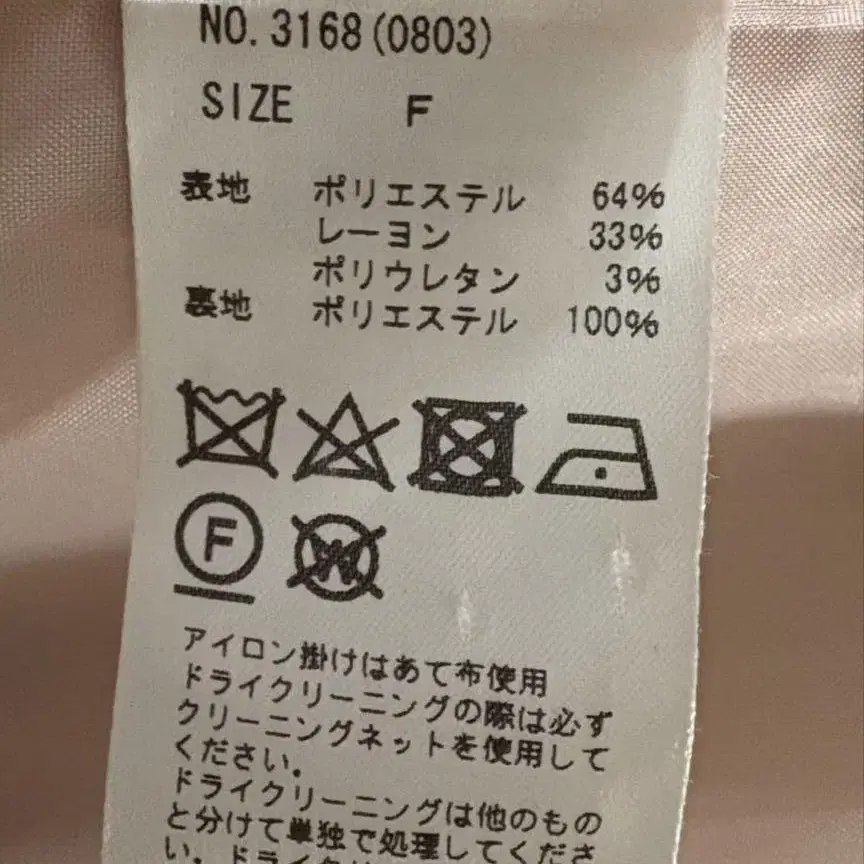 NO. 3168(0803)
SIZE F
表地 ポリエステル 64%
レーヨン 33%
ポリウレタン 3%
裏地 ポリエステル 100%
F
W
アイロン掛けはあて布使用
ドライクリーニングの際は必ず
クリーニングネットを使用して
ください。
ドライクリーニングは他のもの
と分けて単独で処理してくださ
い。ドライク